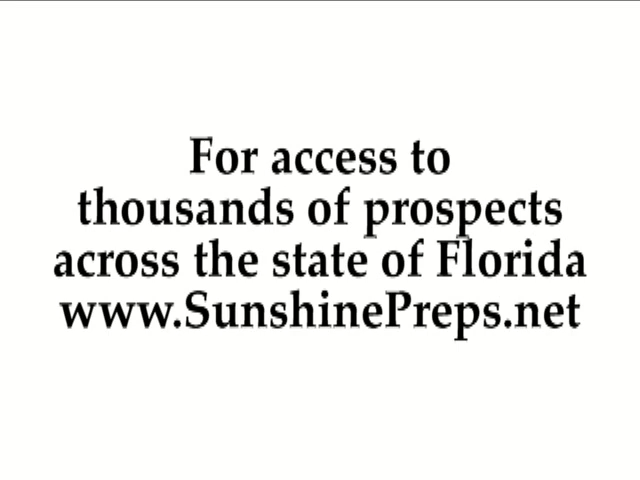 For access to
thousands of prospects
across the state of Florida
www.SunshinePreps.net